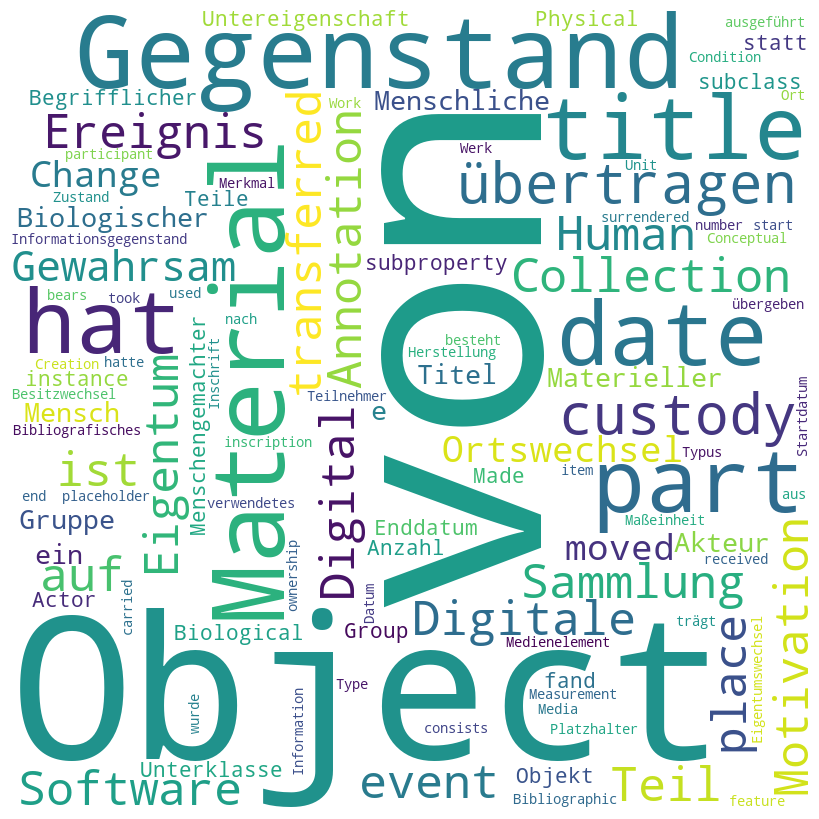 Untereigenschaft
Physical
ausgeführt
Gegenstand
statt
Condition
subclass
Begrifflicher
Menschliche
Ort
Work
title
Ereignis
participant
Werk
Unit
Change
Merkmal
übertragen
Zustand
Teile
Biologischer
surrendered
number
start
Human
Conceptual
Informationsgegenstand
Gewahrsam
subproperty
Collection
transferred
Annotation
Material
von
hat
bears
took
used
übergeben
date
nach
besteht
Herstellung
Creation
hatte
instance
Titel
Materieller
Besitzwechsel
Mensch
Teilnehmer
e
custody
Startdatum
Bibliografisches
Eigentum
Menschengemachter
Inschrift
inscription
Digital
Ortswechsel
Typus
ist
Made
item
part
end
placeholder
verwendetes
aus
Gruppe
Enddatum
Anzahl
Maßeinheit
ein
moved
Akteur
received
auf
Sammlung
Motivation
Actor
carried
ownership
Datum
Digitale
place
Eigentumswechsel
trägt
Biological
Group
Medienelement
Object
wurde
Information
Type
fand
Measurement
Media
consists
Platzhalter
Unterklasse
Software
event
Objekt
Teil
Bibliographic
feature